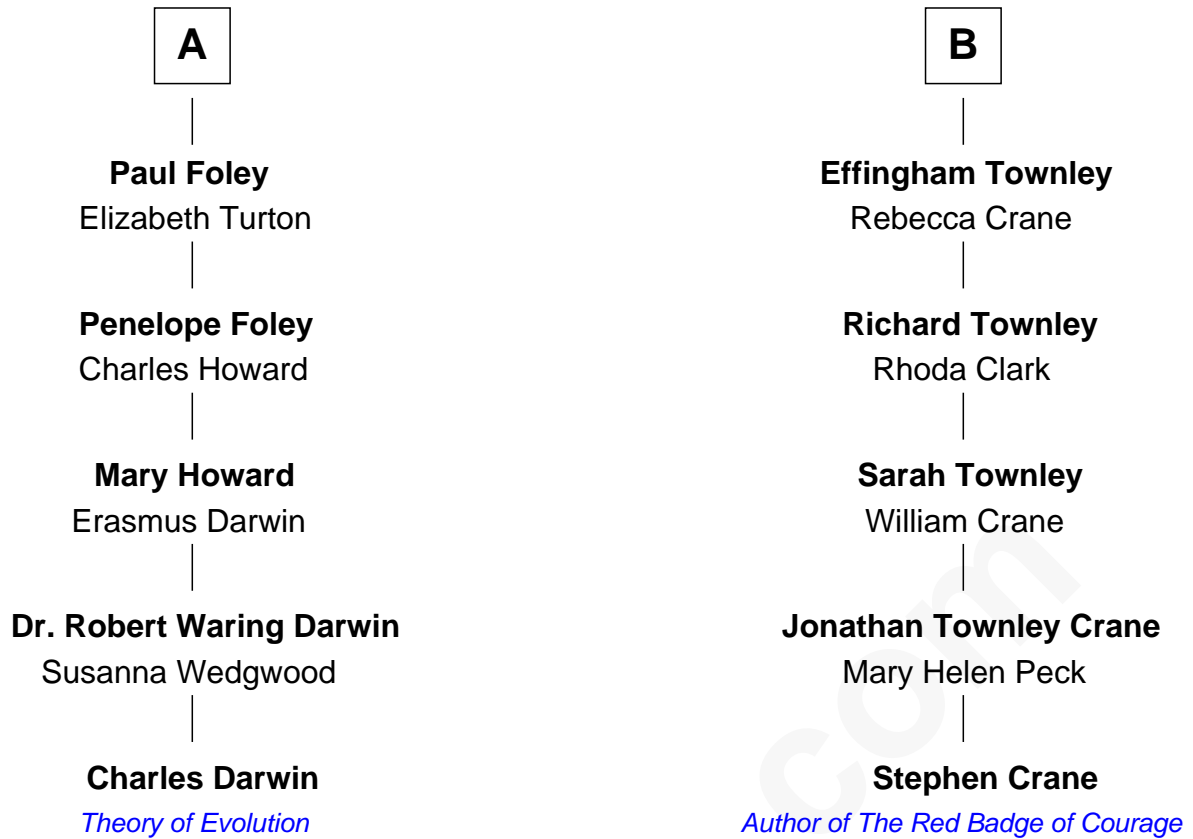 A
Paul Foley
Elizabeth Turton
Penelope Foley
Charles Howard
Mary Howard
Erasmus Darwin
Dr. Robert Waring Darwin
Susanna Wedgwood
Charles Darwin
Theory of Evolution
B
Effingham Townley
Rebecca Crane
Richard Townley
Rhoda Clark
Sarah Townley
William Crane
Jonathan Townley Crane
Mary Helen Peck
Stephen Crane
Author of The Red Badge of Courage
com